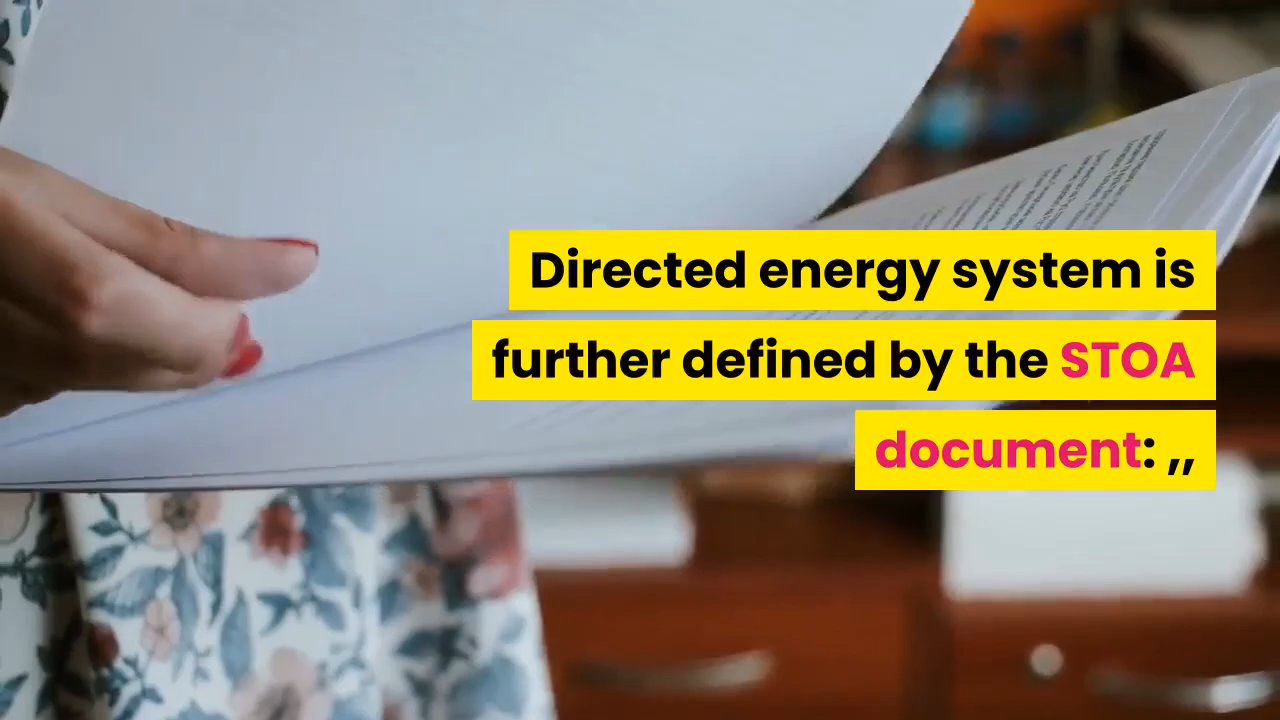 Directed energy system is
further defined by the STOA
document: ,,